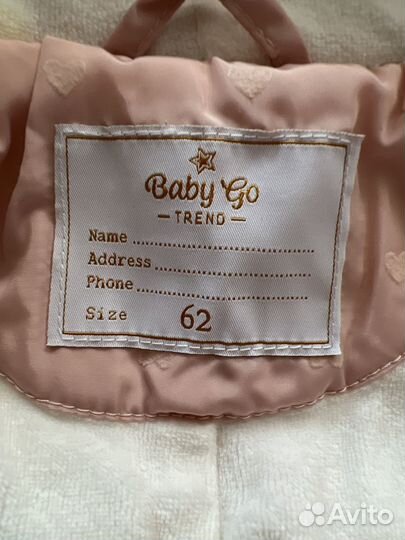 Baby Go
— TREND —
Name ..............................
Address ..........................
Phone ..............................
Size 62
Avito